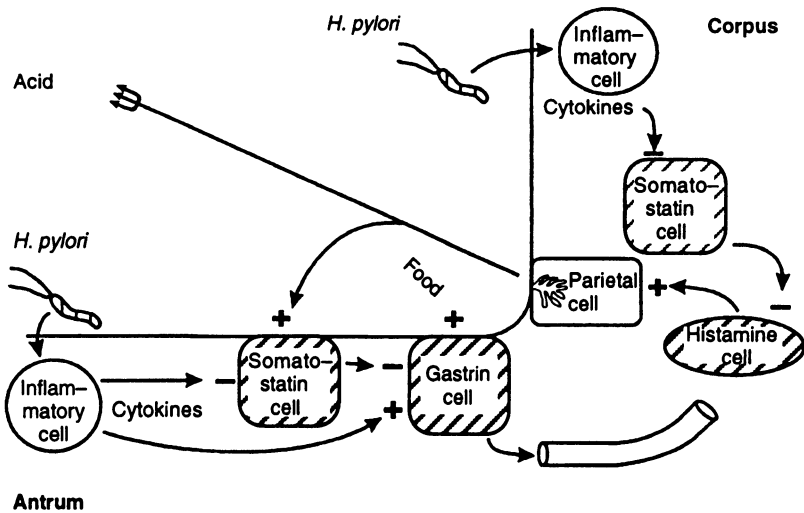 H. pylori
Inflam–
matory
cell
Corpus
Acid
Cytokines
–
Somato–
statin
cell
H. pylori
Food
Parietal
cell
+
–
+
+
Histamine
cell
Inflam–
matory
cell
Cytokines
–
Somato–
statin
cell
–
+
Gastrin
cell
Antrum